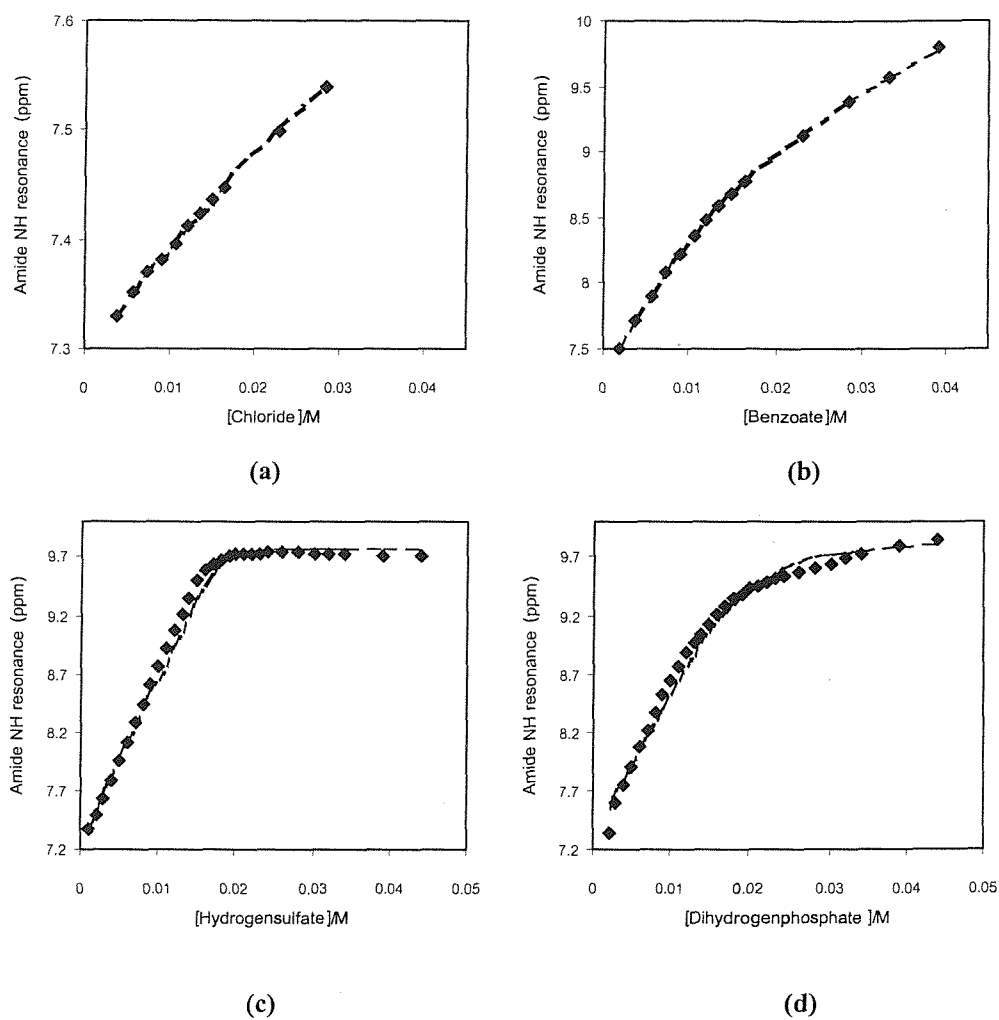 7.6
7.5
7.4
7.3
Amide NH resonance (ppm)
0 0.01 0.02 0.03 0.04
[Chloride]/M
(a)
10
9.5
9
8.5
8
7.5
Amide NH resonance (ppm)
0 0.01 0.02 0.03 0.04
[Benzoate]/M
(b)
9.7
9.2
8.7
8.2
7.7
7.2
Amide NH resonance (ppm)
0 0.01 0.02 0.03 0.04 0.05
[Hydrogensulfate]/M
(c)
9.7
9.2
8.7
8.2
7.7
7.2
Amide NH resonance (ppm)
0 0.01 0.02 0.03 0.04 0.05
[Dihydrogenphosphate]/M
(d)